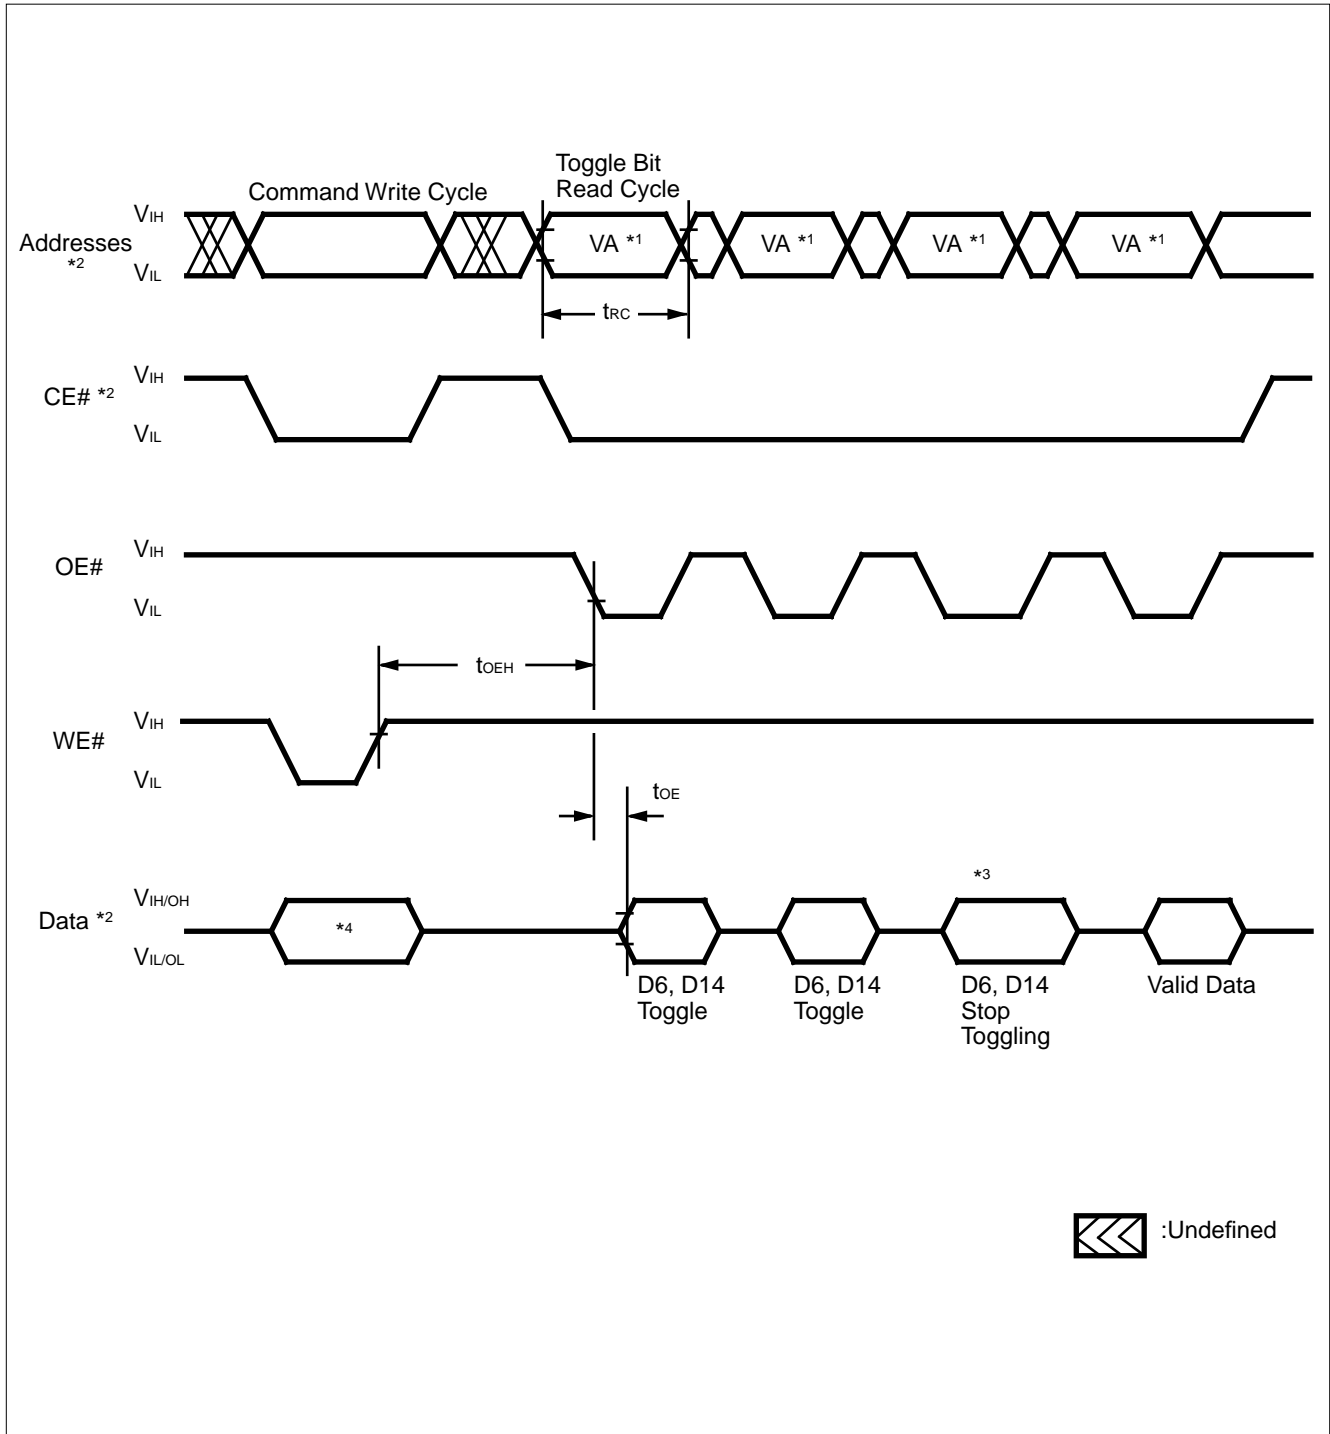 Toggle Bit
Command Write Cycle Read Cycle
VIH
Addresses VA *1 VA *1 VA *1 VA *1
*2
VIL
tRC
VIH
CE# *2
VIL
VIH
OE#
VIL
tOEH
VIH
WE#
VIL
tOE
*3
VIH/OH
Data *2 *4
VIL/OL
D6, D14 D6, D14 D6, D14 Valid Data
Toggle Toggle Stop
Toggling
:Undefined